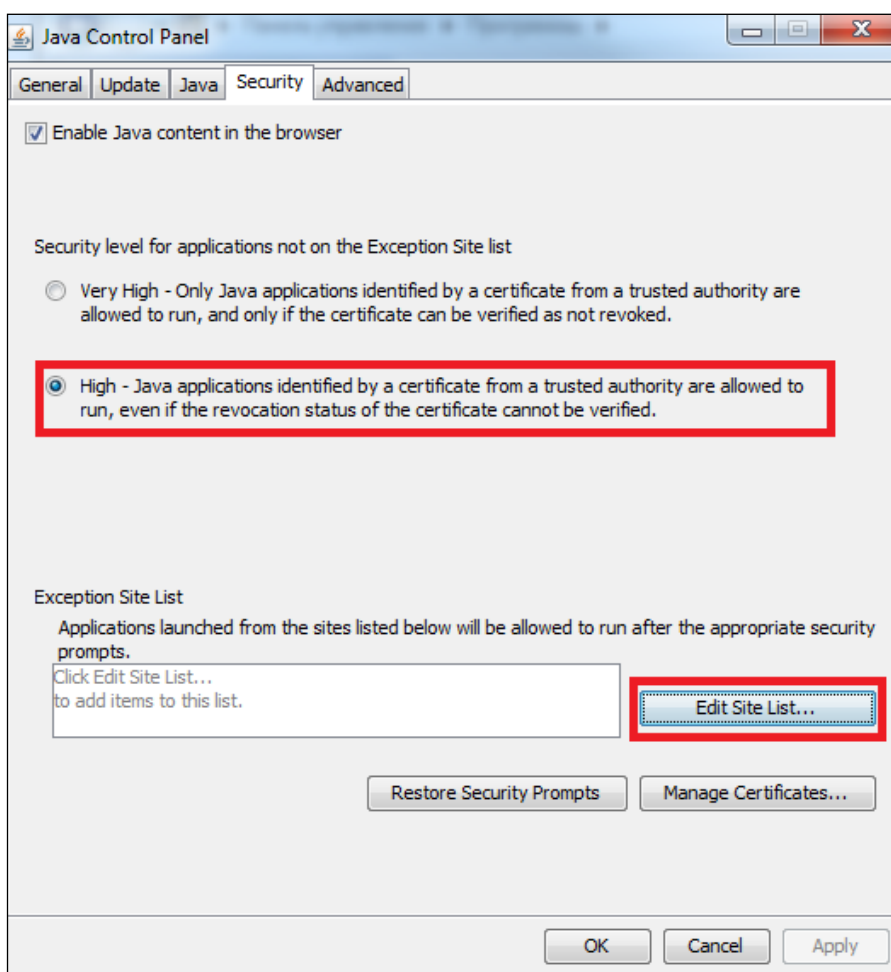 Java Control Panel
General Update Java Security Advanced
Enable Java content in the browser
Security level for applications not on the Exception Site list
Very High - Only Java applications identified by a certificate from a trusted authority are
allowed to run, and only if the certificate can be verified as not revoked.
High - Java applications identified by a certificate from a trusted authority are allowed to
run, even if the revocation status of the certificate cannot be verified.
Exception Site List
Applications launched from the sites listed below will be allowed to run after the appropriate security
prompts.
Click Edit Site List...
to add items to this list.
Edit Site List...
Restore Security Prompts Manage Certificates...
OK Cancel Apply